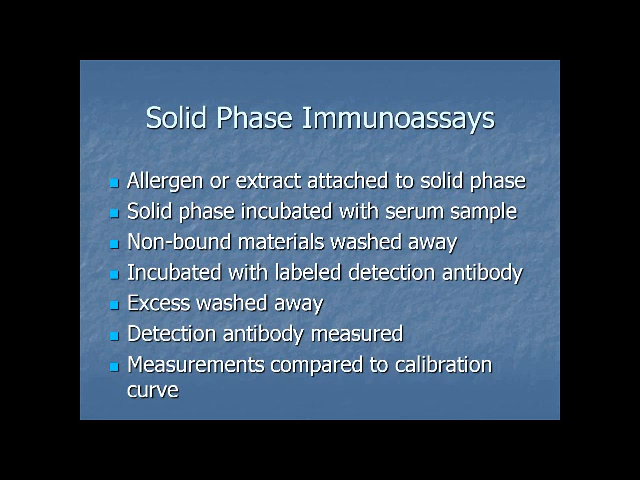 Solid Phase Immunoassays
Allergen or extract attached to solid phase
Solid phase incubated with serum sample
Non-bound materials washed away
Incubated with labeled detection antibody
Excess washed away
Detection antibody measured
Measurements compared to calibration
curve